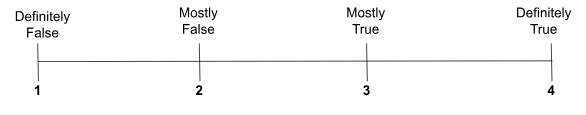 Definitely
False
Mostly
False
Mostly
True
Definitely
True
1 2 3 4